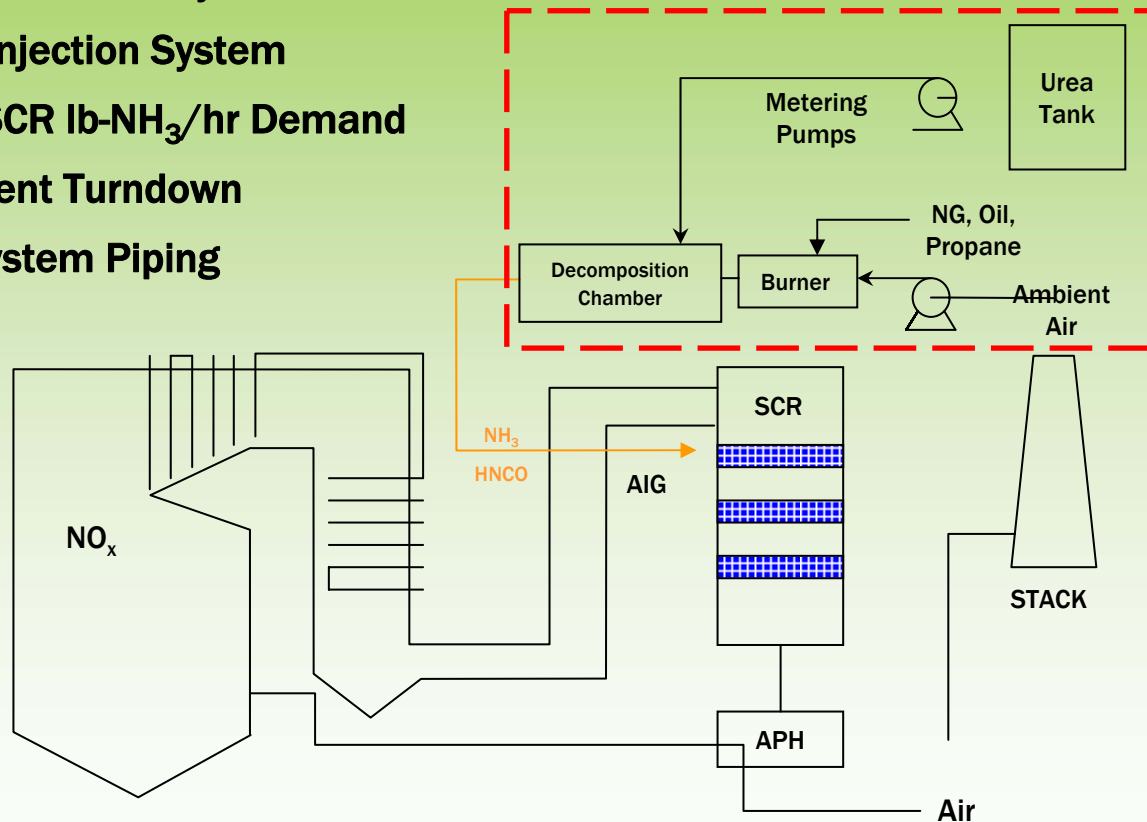 njection System
SCR lb-NH₃/hr Demand
ent Turndown
ystem Piping
Urea
Tank
Metering
Pumps
NG, Oil,
Propane
Decomposition
Chamber
Burner
Ambient
Air
SCR
NH₃
HNCO
AIG
NOₓ
STACK
APH
Air